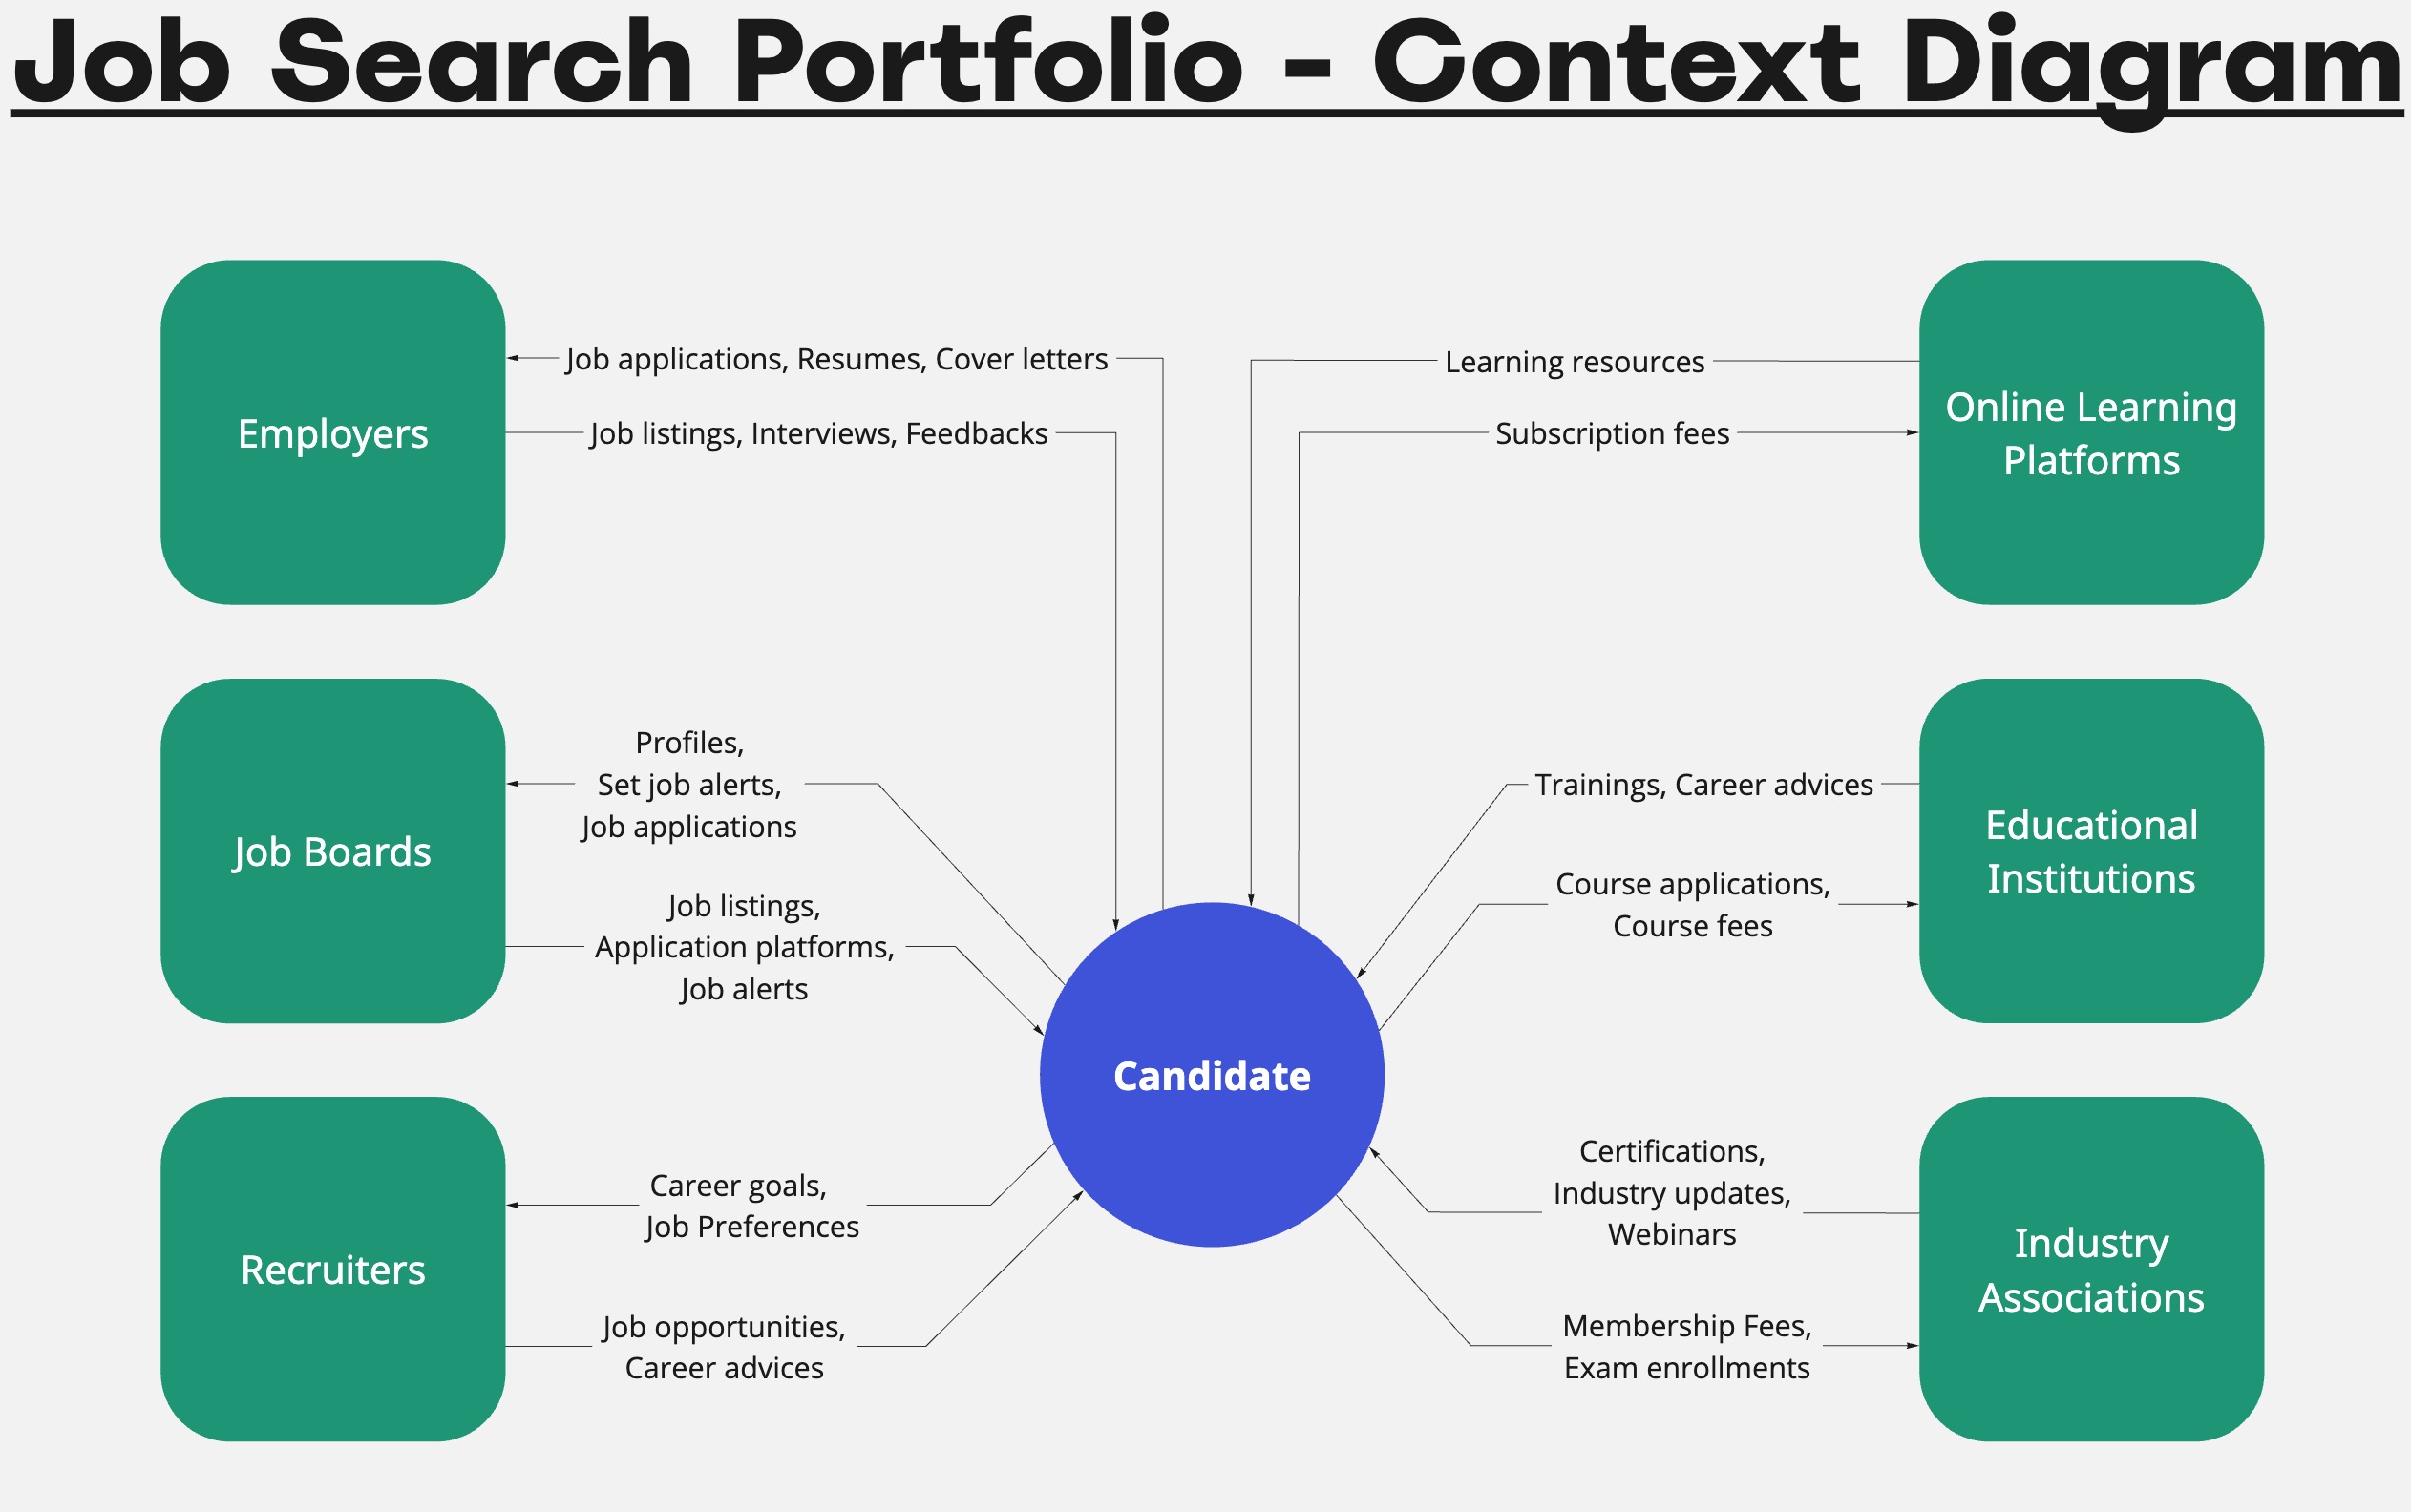 Job Search Portfolio - Context Diagram
Employers
Job applications, Resumes, Cover letters
Job listings, Interviews, Feedbacks
Learning resources
Subscription fees
Online Learning
Platforms
Job Boards
Profiles,
Set job alerts,
Job applications
Job listings,
Application platforms,
Job alerts
Trainings, Career advices
Course applications,
Course fees
Educational
Institutions
Candidate
Recruiters
Career goals,
Job Preferences
Job opportunities,
Career advices
Certifications,
Industry updates,
Webinars
Membership Fees,
Exam enrollments
Industry
Associations